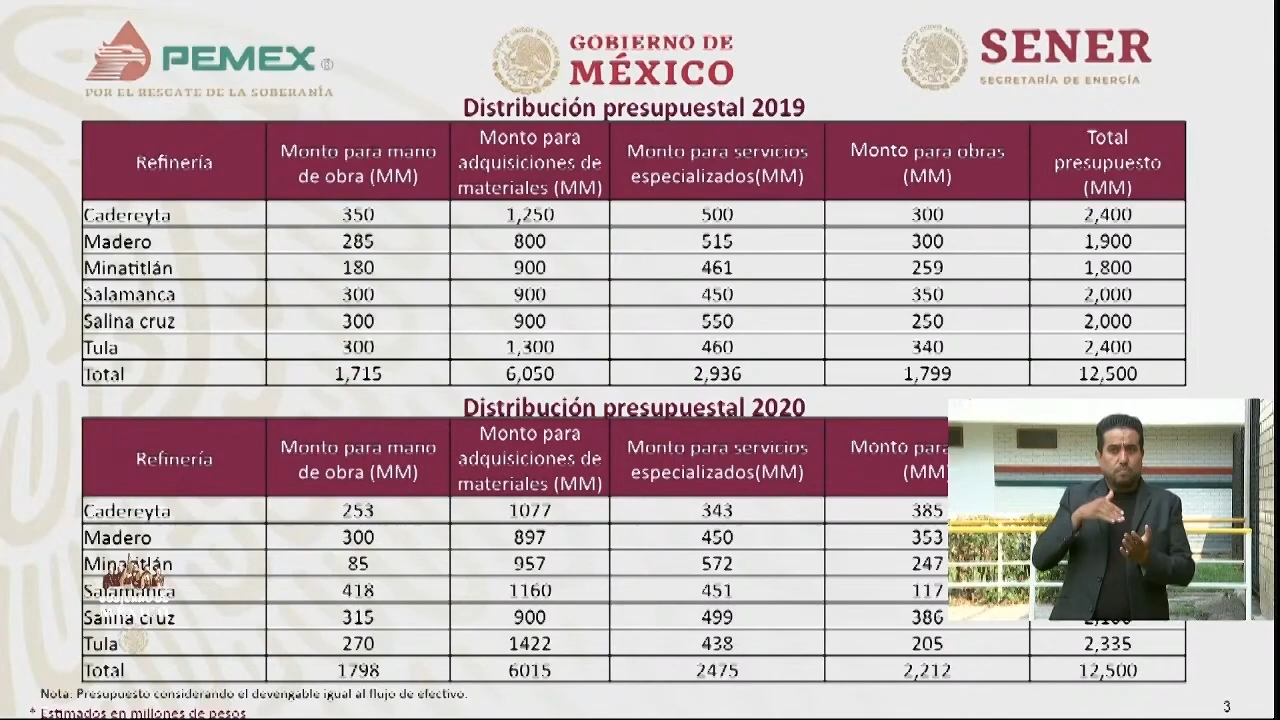 PEMEX ®
POR EL RESCATE DE LA SOBERANÍA
GOBIERNO DE
MÉXICO
SENER
SECRETARÍA DE ENERGÍA
Distribución presupuestal 2019
Refinería Monto para mano de obra (MM) Monto para adquisiciones de materiales (MM) Monto para servicios especializados(MM) Monto para obras (MM) Total presupuesto (MM)
Cadereyta 350 1,250 500 300 2,400
Madero 285 800 515 300 1,900
Minatitlán 180 900 461 259 1,800
Salamanca 300 900 450 350 2,000
Salina cruz 300 900 550 250 2,000
Tula 300 1,300 460 340 2,400
Total 1,715 6,050 2,936 1,799 12,500
Distribución presupuestal 2020
Refinería Monto para mano de obra (MM) Monto para adquisiciones de materiales (MM) Monto para servicios especializados(MM) Monto para (MM)
Cadereyta 253 1077 343 385
Madero 300 897 450 353
Minatitlán 85 957 572 247
Salamanca 418 1160 451 117
Salina cruz 315 900 499 386
Tula 270 1422 438 205 2,335
Total 1798 6015 2475 2,212 12,500
Nota: Presupuesto considerando el devengable igual al flujo de efectivo.
* Estimados en millones de pesos
3